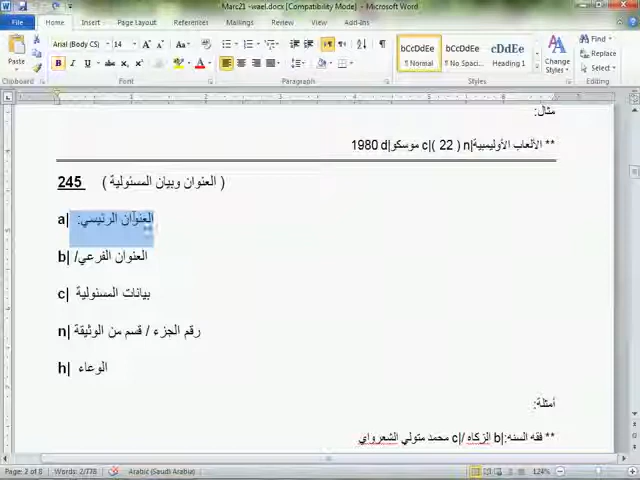 Marc21 -wael.docx [Compatibility Mode] - Microsoft Word
File Home Insert Page Layout References Mailings Review View Add-Ins
Arial (Body CS) 14
Paste
B I U abc
AaBbCcDdEe
Normal No Spac... Heading 1
Change Styles
Find
Replace
Select
Clipboard Font Paragraph Styles Editing
مثال:
** الألعاب الأوليمبية|n ( 22 )|c موسكو|d 1980
245 ( العنوان وبيان المسئولية )
a| العنوان الرئيسي:
b| العنوان الفرعي/
c| بيانات المسئولية
n| رقم الجزء / قسم من الوثيقة
h| الوعاء
أمثلة:
** فقه السنه:|b الزكاه /|c محمد متولي الشعرواي
Page: 2 of 8 Words: 2/778 Arabic (Saudi Arabia) 124%